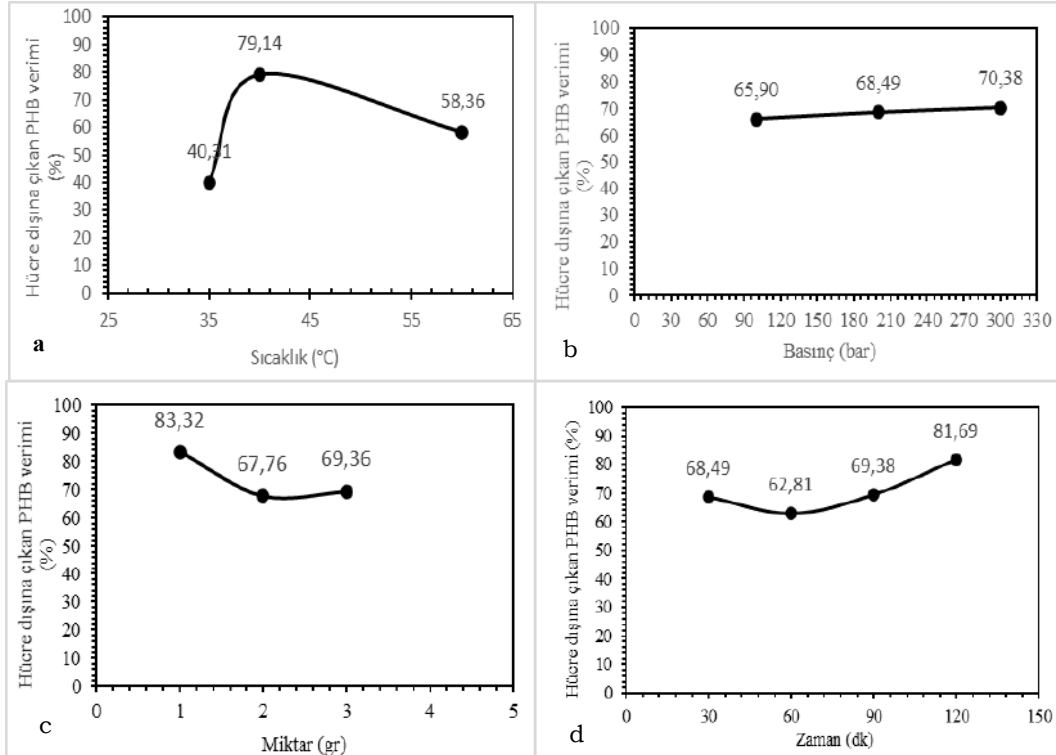 Hücre dışına çıkan PHB verimi
(%)
100
90
80
70
60
50
40
30
20
10
0
79,14
58,36
40,31
25 35 45 55 65
Sıcaklık (°C)
a
Hücre dışına çıkan PHB verimi
(%)
100
90
80
70
60
50
40
30
20
10
0
65,90 68,49 70,38
0 30 60 90 120 150 180 210 240 270 300 330
Basınç (bar)
b
Hücre dışına çıkan PHB verimi
(%)
100
90
80
70
60
50
40
30
20
10
0
83,32
67,76 69,36
0 1 2 3 4 5
Miktar (gr)
c
Hücre dışına çıkan PHB verimi (%)
100
90
80
70
60
50
40
30
20
10
0
68,49 62,81 69,38 81,69
0 30 60 90 120 150
Zaman (dk)
d